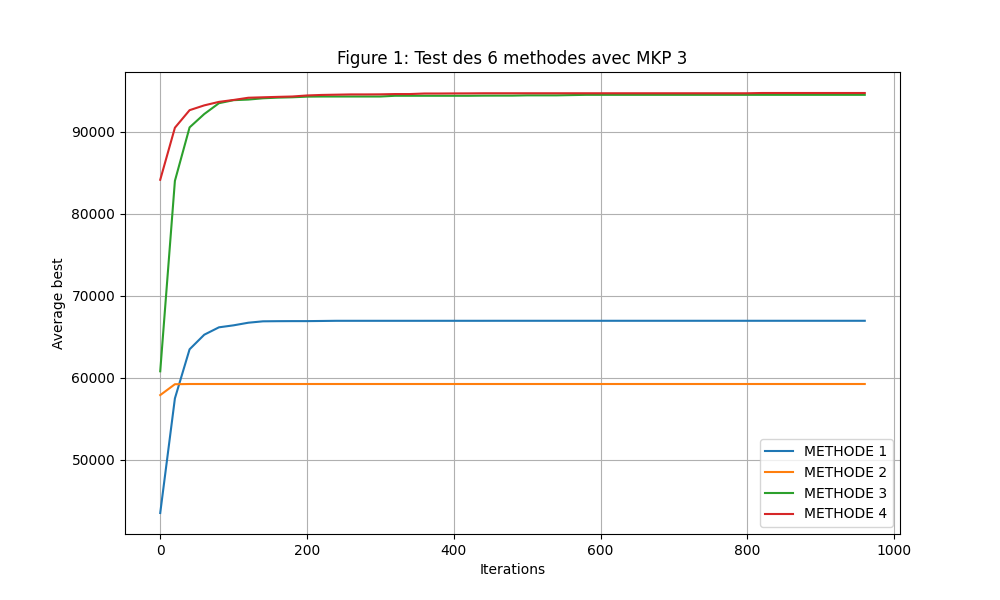 Figure 1: Test des 6 methodes avec MKP 3
Average best
90000
80000
70000
60000
50000
0 200 400 600 800 1000
Iterations
METHODE 1
METHODE 2
METHODE 3
METHODE 4